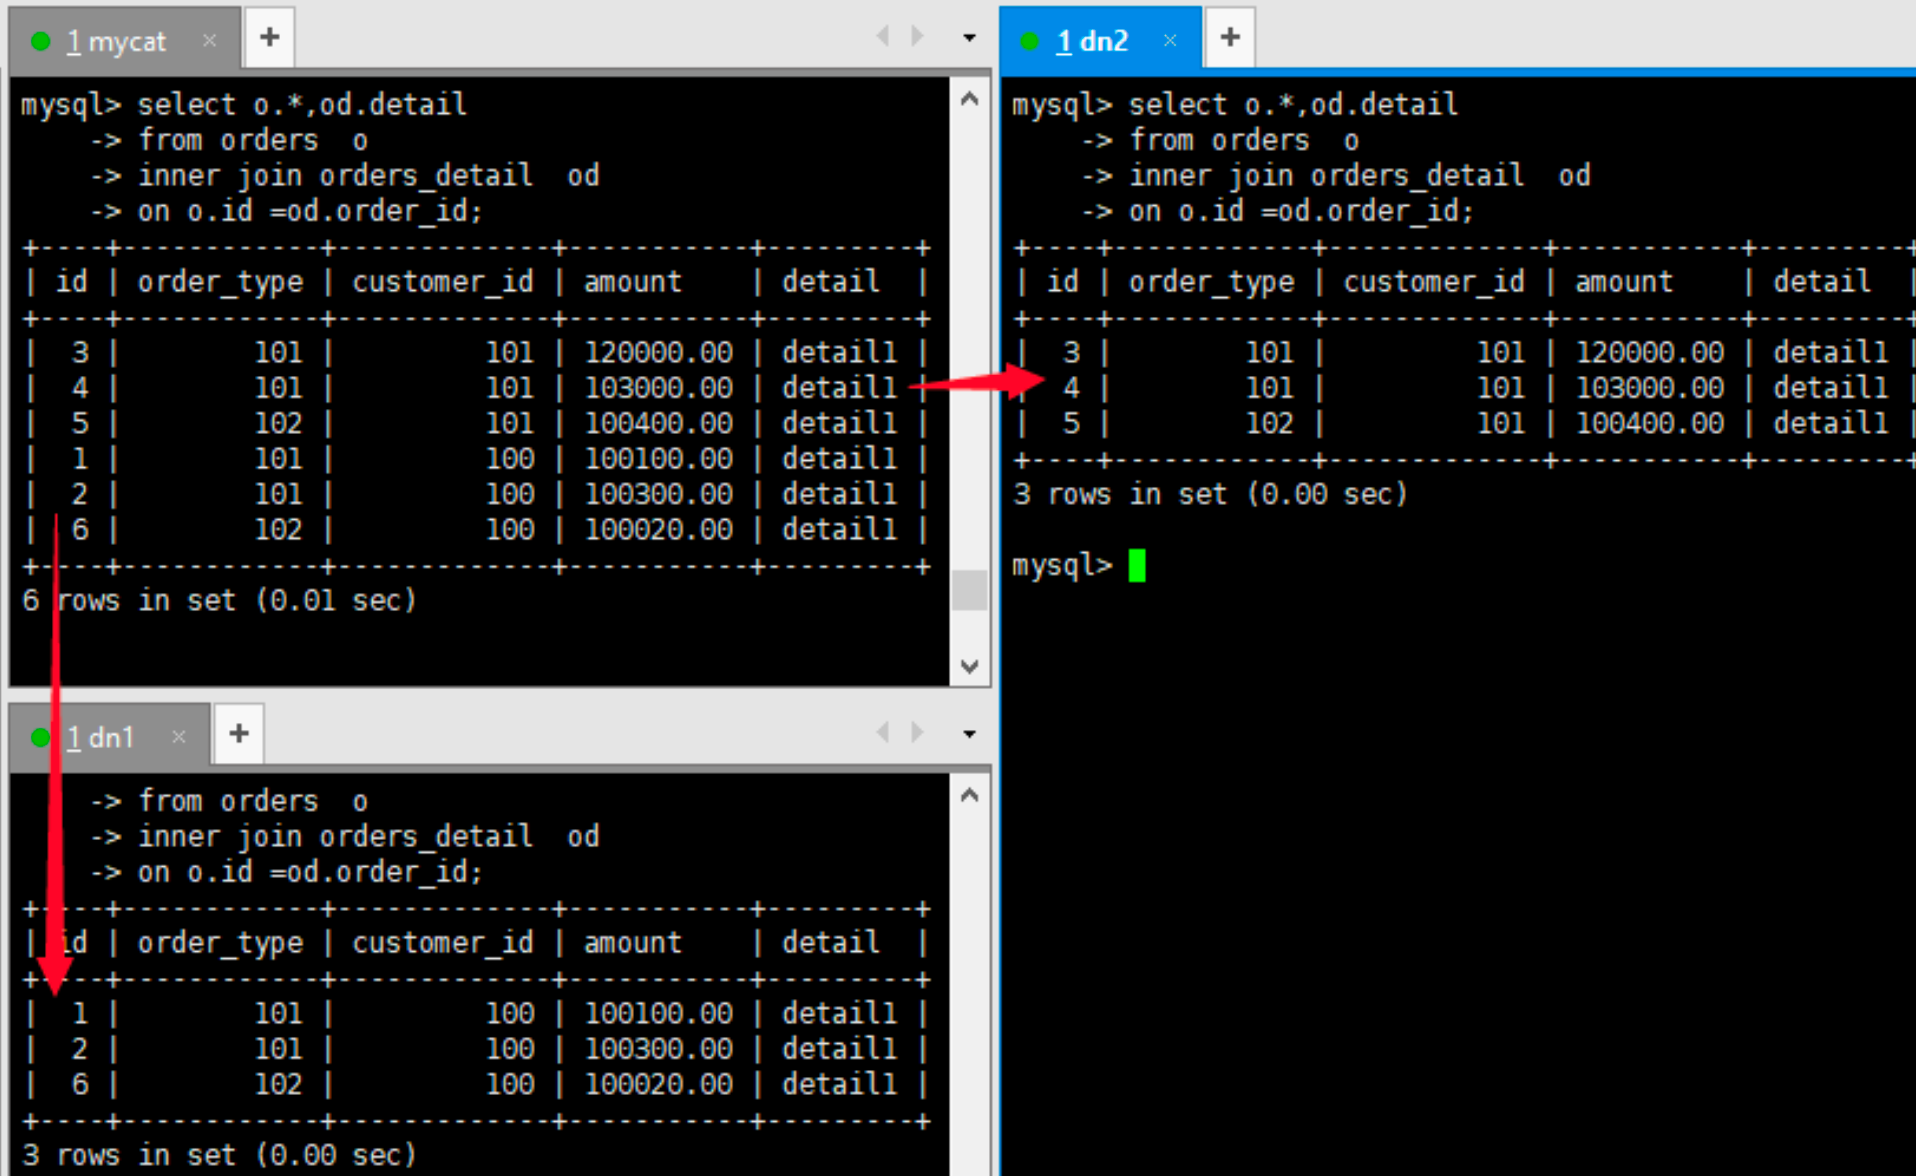 1 mycat × +
mysql> select o.*,od.detail
    -> from orders  o
    -> inner join orders_detail  od
    -> on o.id =od.order_id;
+----+------------+-------------+-----------+---------+
| id | order_type | customer_id | amount    | detail  |
+----+------------+-------------+-----------+---------+
|  3 |        101 |         101 | 120000.00 | detail1 |
|  4 |        101 |         101 | 103000.00 | detail1 |
|  5 |        102 |         101 | 100400.00 | detail1 |
|  1 |        101 |         100 | 100100.00 | detail1 |
|  2 |        101 |         100 | 100300.00 | detail1 |
|  6 |        102 |         100 | 100020.00 | detail1 |
+----+------------+-------------+-----------+---------+
6 rows in set (0.01 sec)
1 dn1 × +
    -> from orders  o
    -> inner join orders_detail  od
    -> on o.id =od.order_id;
+----+------------+-------------+-----------+---------+
| id | order_type | customer_id | amount    | detail  |
+----+------------+-------------+-----------+---------+
|  1 |        101 |         100 | 100100.00 | detail1 |
|  2 |        101 |         100 | 100300.00 | detail1 |
|  6 |        102 |         100 | 100020.00 | detail1 |
+----+------------+-------------+-----------+---------+
3 rows in set (0.00 sec)
1 dn2 × +
mysql> select o.*,od.detail
    -> from orders  o
    -> inner join orders_detail  od
    -> on o.id =od.order_id;
+----+------------+-------------+-----------+---------+
| id | order_type | customer_id | amount    | detail  |
+----+------------+-------------+-----------+---------+
|  3 |        101 |         101 | 120000.00 | detail1 |
|  4 |        101 |         101 | 103000.00 | detail1 |
|  5 |        102 |         101 | 100400.00 | detail1 |
+----+------------+-------------+-----------+---------+
3 rows in set (0.00 sec)
mysql>